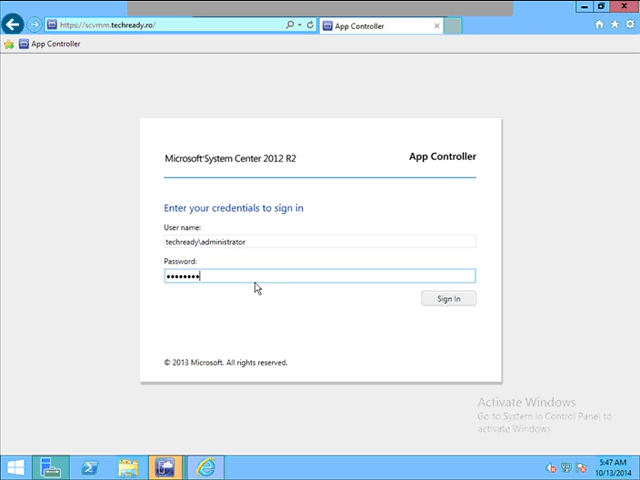 https://scvmm.techready.ro/
App Controller
App Controller
Microsoft System Center 2012 R2
App Controller
Enter your credentials to sign in
User name:
techready\administrator
Password:
••••••••
Sign In
© 2013 Microsoft. All rights reserved.
Activate Windows
Go to System in Control Panel to
activate Windows.
5:47 AM
10/13/2014